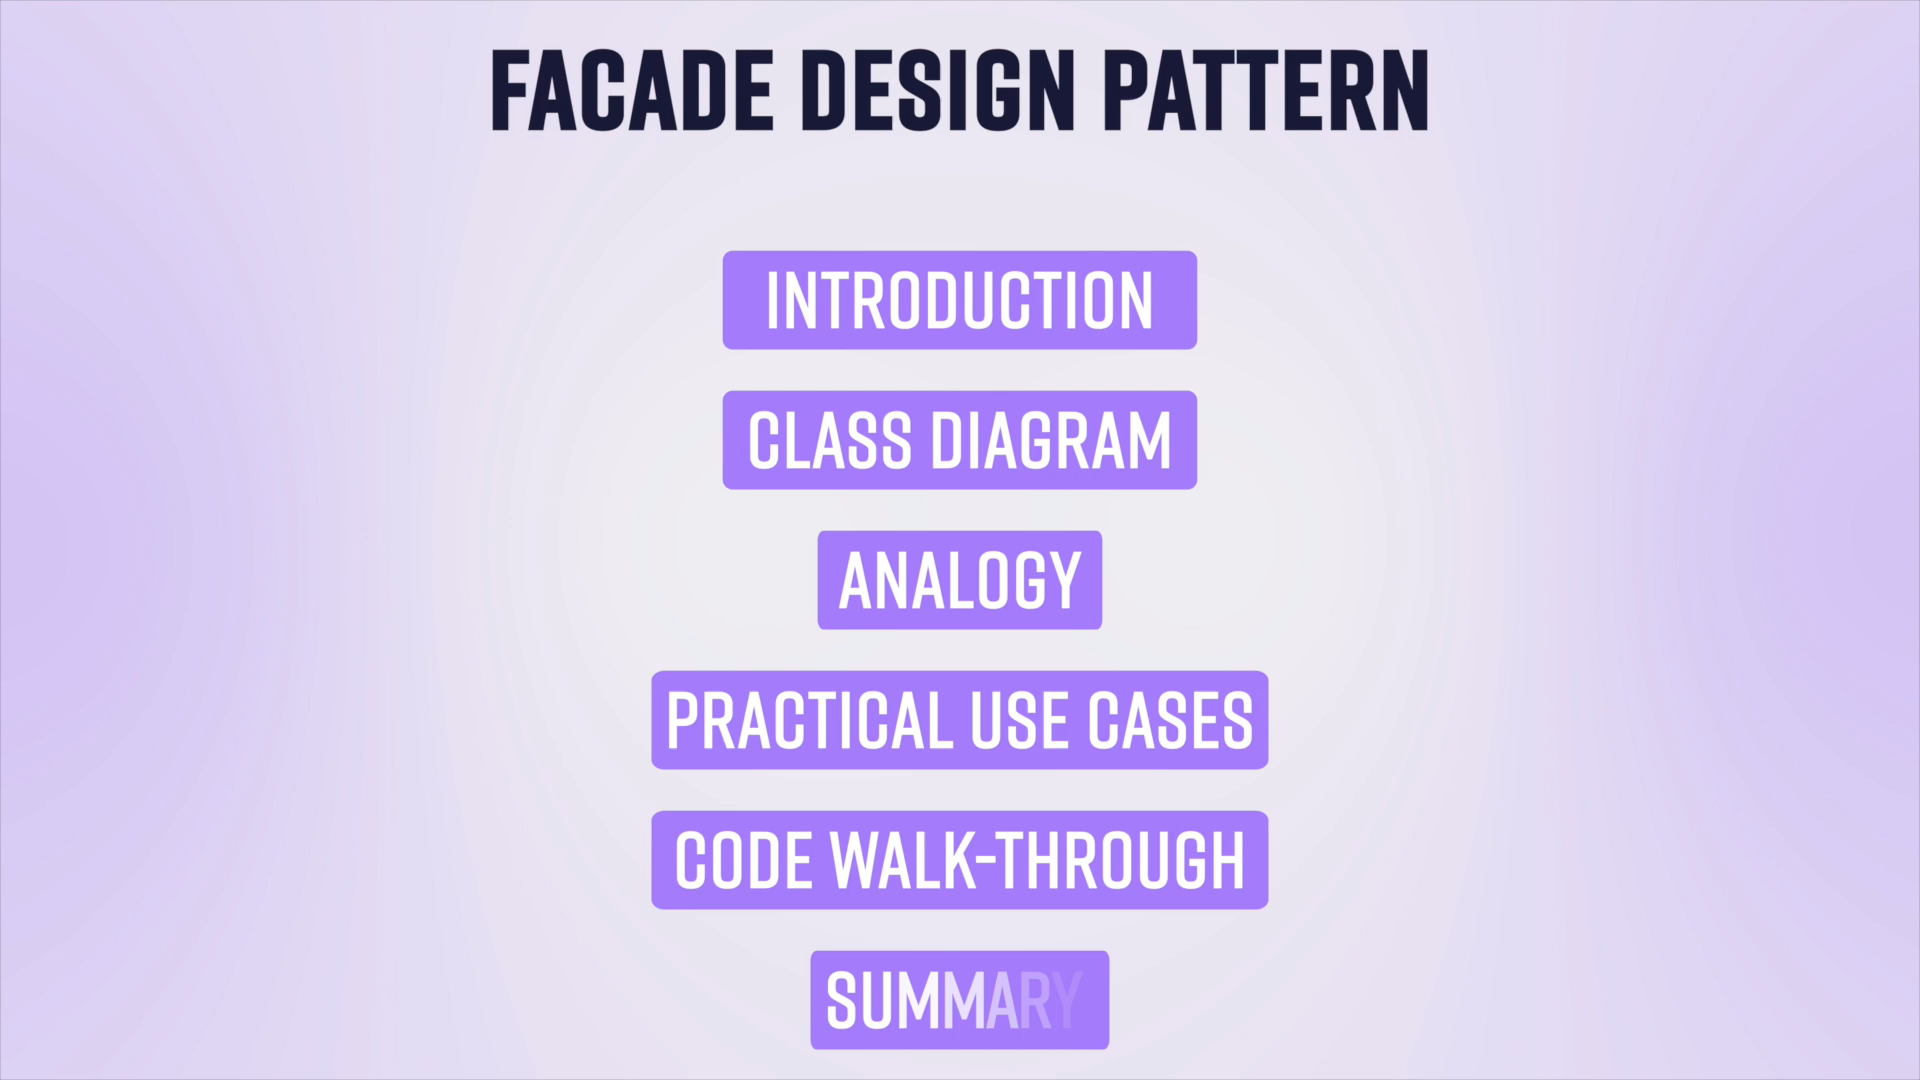 FACADE DESIGN PATTERN
INTRODUCTION
CLASS DIAGRAM
ANALOGY
PRACTICAL USE CASES
CODE WALK-THROUGH
SUMMARY